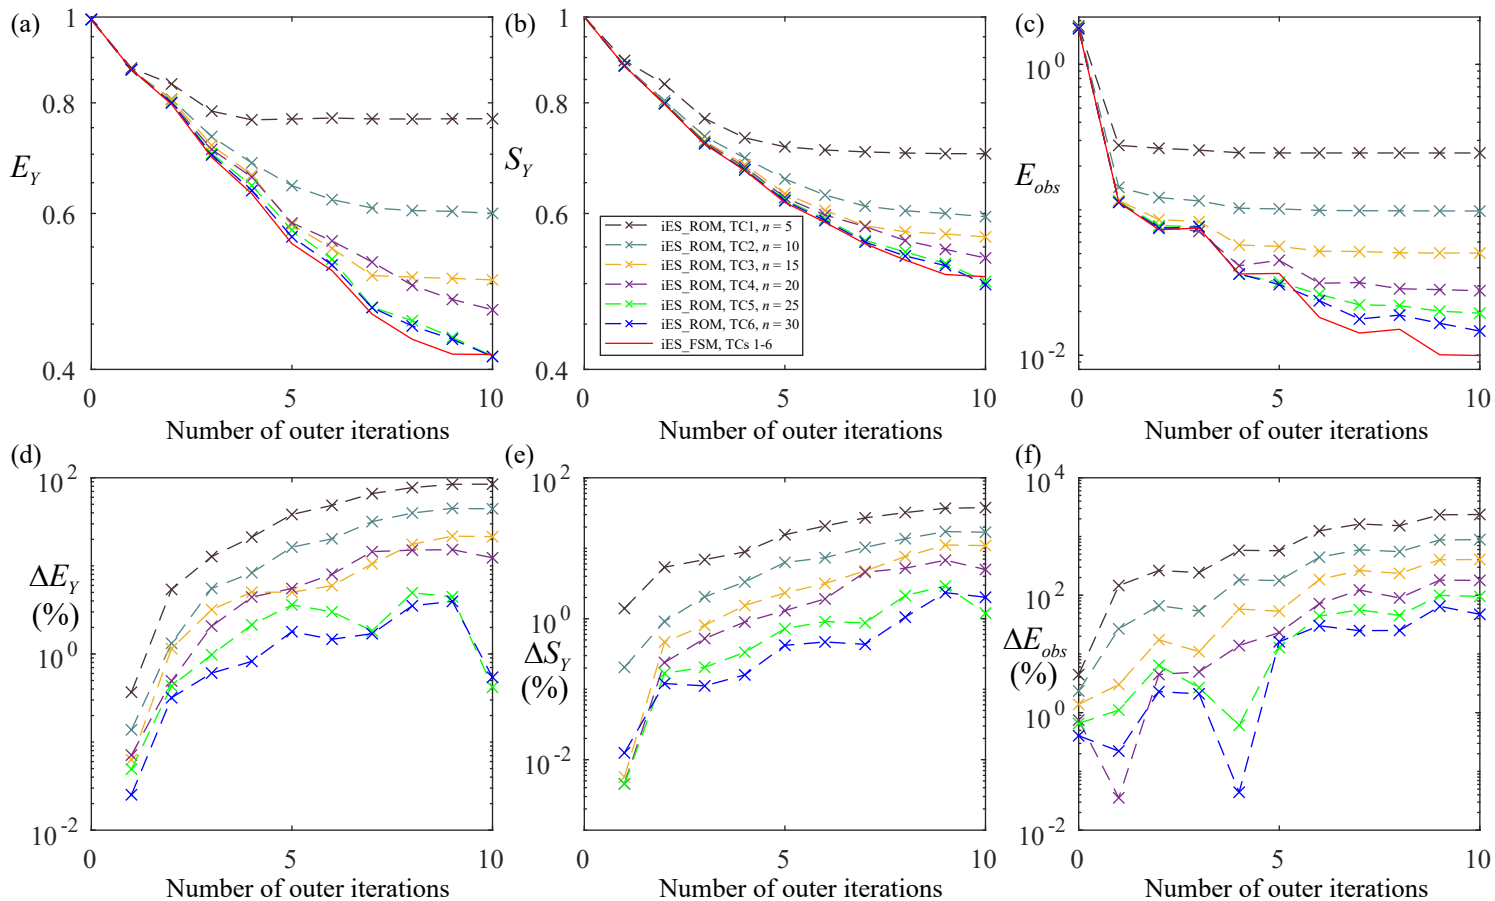 (a)
1
0.8
E_Y
0.6
0.4
0
5
10
Number of outer iterations
(b)
1
0.8
S_Y
0.6
0.4
iES_ROM, TC1, n = 5
iES_ROM, TC2, n = 10
iES_ROM, TC3, n = 15
iES_ROM, TC4, n = 20
iES_ROM, TC5, n = 25
iES_ROM, TC6, n = 30
iES_FSM, TCs 1-6
0
5
10
Number of outer iterations
(c)
10^0
E_obs
10^-2
0
5
10
Number of outer iterations
(d)
10^2
ΔE_Y
(%)
10^0
10^-2
0
5
10
Number of outer iterations
(e)
10^2
10^0
ΔS_Y
(%)
10^-2
0
5
10
Number of outer iterations
(f)
10^4
10^2
ΔE_obs
(%)
10^0
10^-2
0
5
10
Number of outer iterations